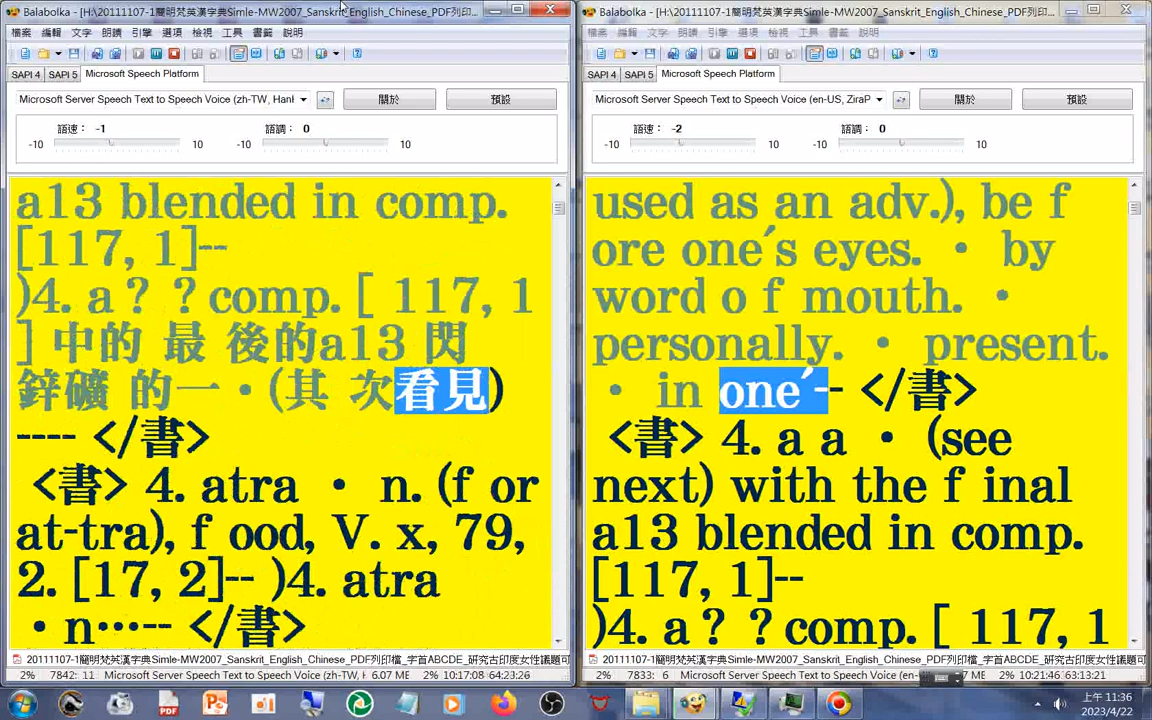 Balabolka - [H:\20111107-1簡明梵英漢字典Simle-MW2007_Sanskrit_English_Chinese_PDF列印...
檔案 編輯 文字 朗讀 引擎 選項 檢視 工具 書籤 說明
SAPI 4 SAPI 5 Microsoft Speech Platform
Microsoft Server Speech Text to Speech Voice (zh-TW, Hanl
關於 預設
語速： -1 語調： 0
-10 10 -10 10
a13 blended in comp.
[117, 1]--
)4. a？？comp. [ 117, 1
] 中的 最 後的a13 閃
鋅礦 的一 •(其 次看見)
---- </書>
<書> 4. atra • n. (f or
at-tra), f ood, V. x, 79,
2. [17, 2]-- )4. atra
• n…-- </書>
20111107-1簡明梵英漢字典Simle-MW2007_Sanskrit_English_Chinese_PDF列印檔_字首ABCDE_研究古印度女性議題可
2% 7842: 11 Microsoft Server Speech Text to Speech Voice (zh-TW, 6.07 MB 2% 10:17:08 64:23:26
Balabolka - [H:\20111107-1簡明梵英漢字典Simle-MW2007_Sanskrit_English_Chinese_PDF列印...
檔案 編輯 文字 朗讀 引擎 選項 檢視 工具 書籤 說明
SAPI 4 SAPI 5 Microsoft Speech Platform
Microsoft Server Speech Text to Speech Voice (en-US, ZiraP
關於 預設
語速： -2 語調： 0
-10 10 -10 10
used as an adv.), be f
ore one´s eyes. • by
word o f mouth. •
personally. • present.
• in one´-- </書>
<書> 4. a a • (see
next) with the f inal
a13 blended in comp.
[117, 1]--
)4. a？？comp. [ 117, 1
20111107-1簡明梵英漢字典Simle-MW2007_Sanskrit_English_Chinese_PDF列印檔_字首ABCDE_研究古印度女性議題可
2% 7833: 6 Microsoft Server Speech Text to Speech Voice (en-US, 2% 10:21:46 63:13:21
上午 11:36
2023/4/22